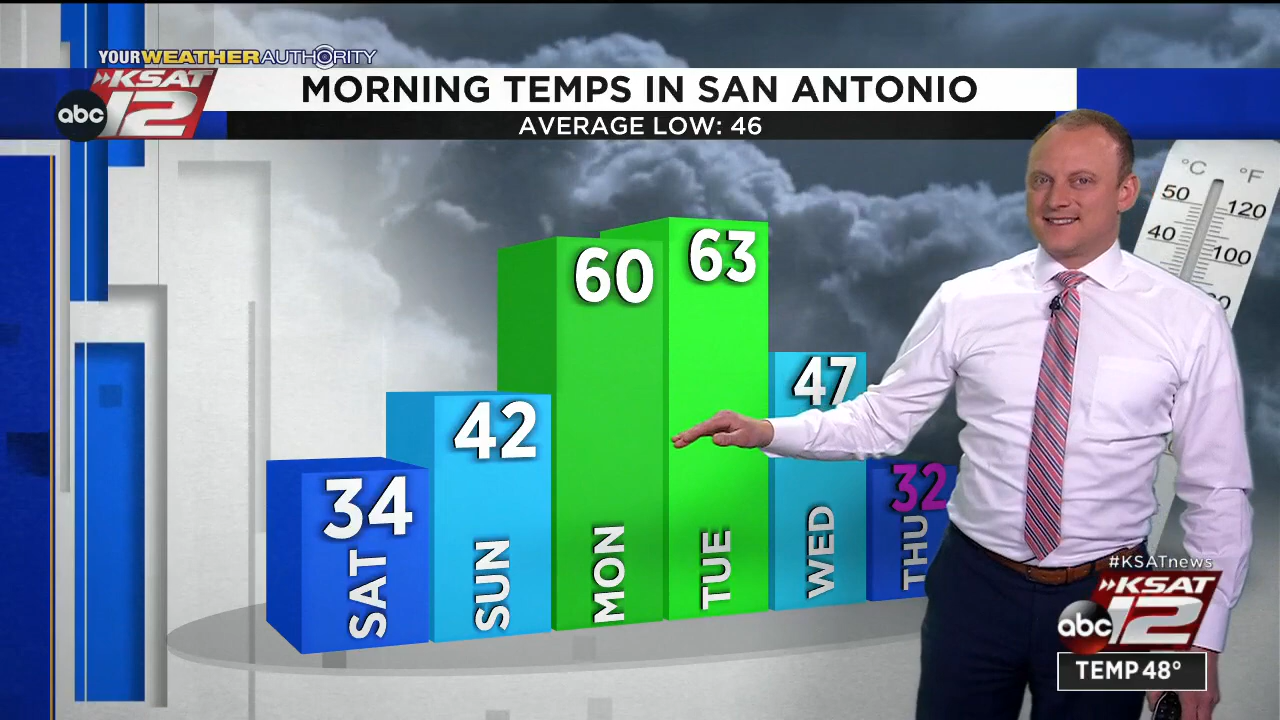 YOURWEATHERAUTHORITY
KSAT
abc 12
MORNING TEMPS IN SAN ANTONIO
AVERAGE LOW: 46
°C °F
50 120
40 100
34 42 60 63 47 32
SAT SUN MON TUE WED THU
#KSATnews
KSAT
abc 12
TEMP 48°